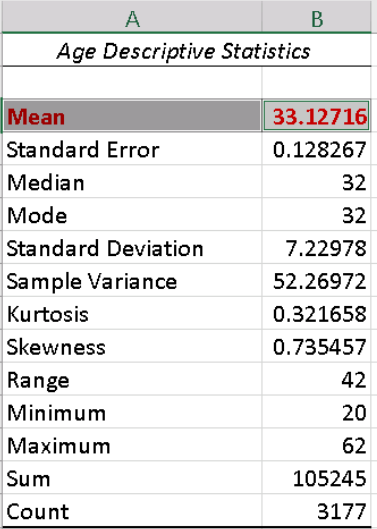 A B
Age Descriptive Statistics
Mean 33.12716
Standard Error 0.128267
Median 32
Mode 32
Standard Deviation 7.22978
Sample Variance 52.26972
Kurtosis 0.321658
Skewness 0.735457
Range 42
Minimum 20
Maximum 62
Sum 105245
Count 3177